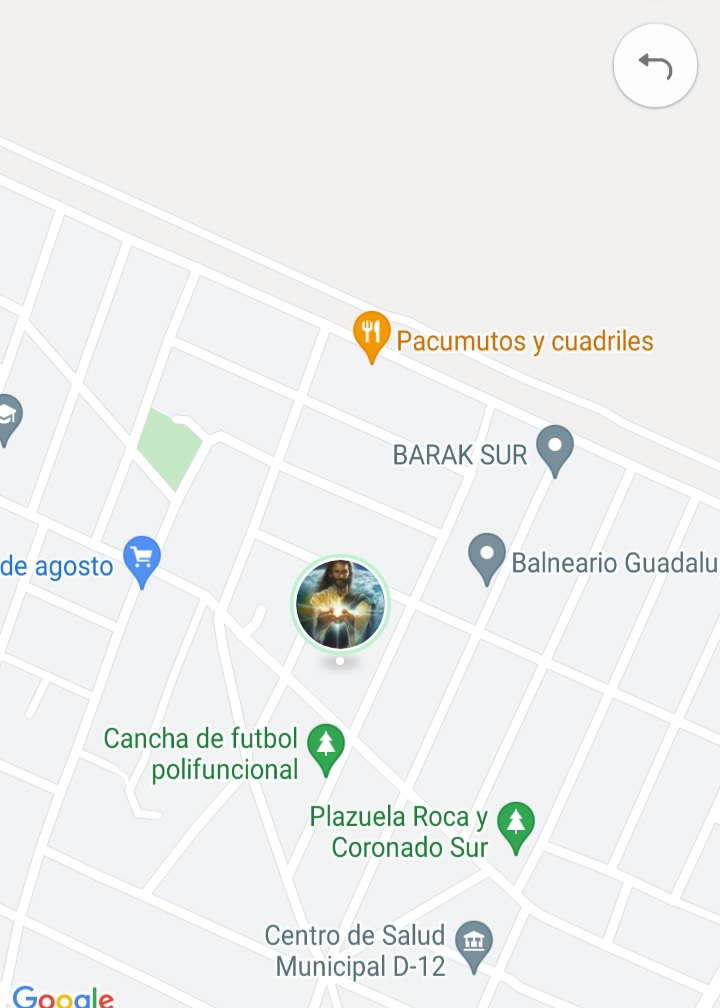 Pacumutos y cuadriles
BARAK SUR
de agosto
Balneario Guadalu
Cancha de futbol
polifuncional
Plazuela Roca y
Coronado Sur
Centro de Salud
Municipal D-12
Google